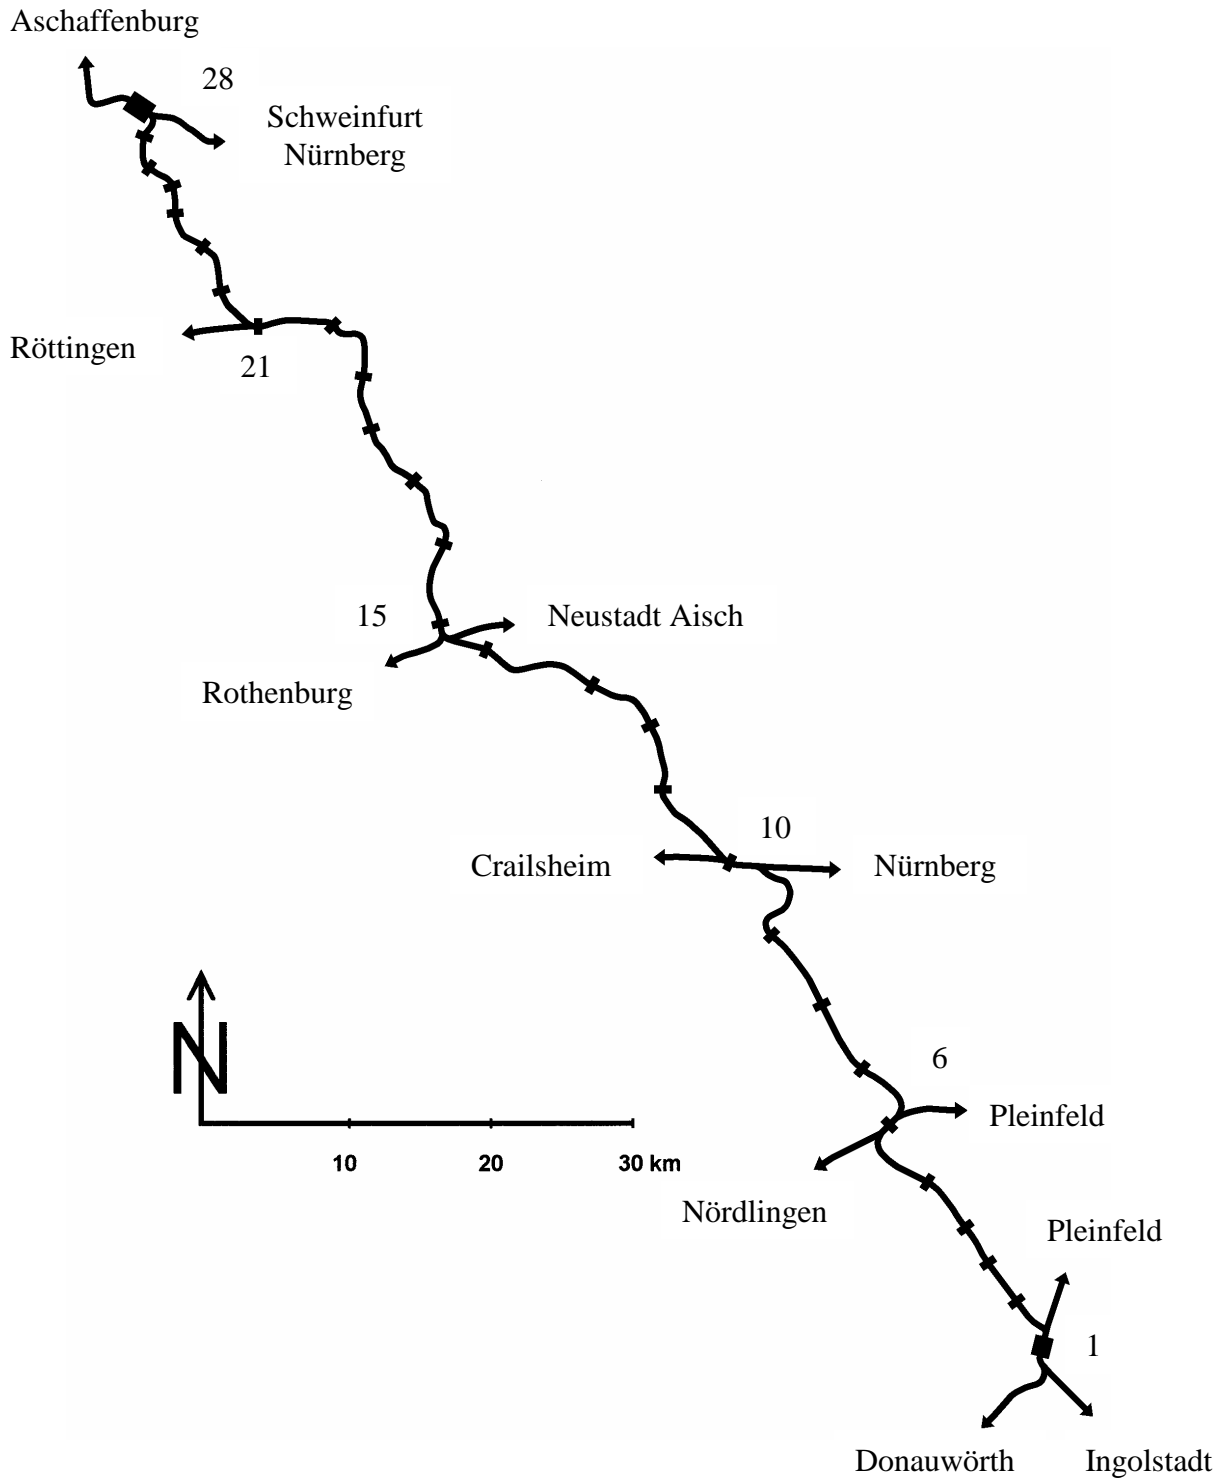 Aschaffenburg
28
Schweinfurt
Nürnberg
Röttingen
21
15
Neustadt Aisch
Rothenburg
10
Crailsheim
Nürnberg
N
6
Pleinfeld
10 20 30 km
Nördlingen
Pleinfeld
1
Donauwörth
Ingolstadt